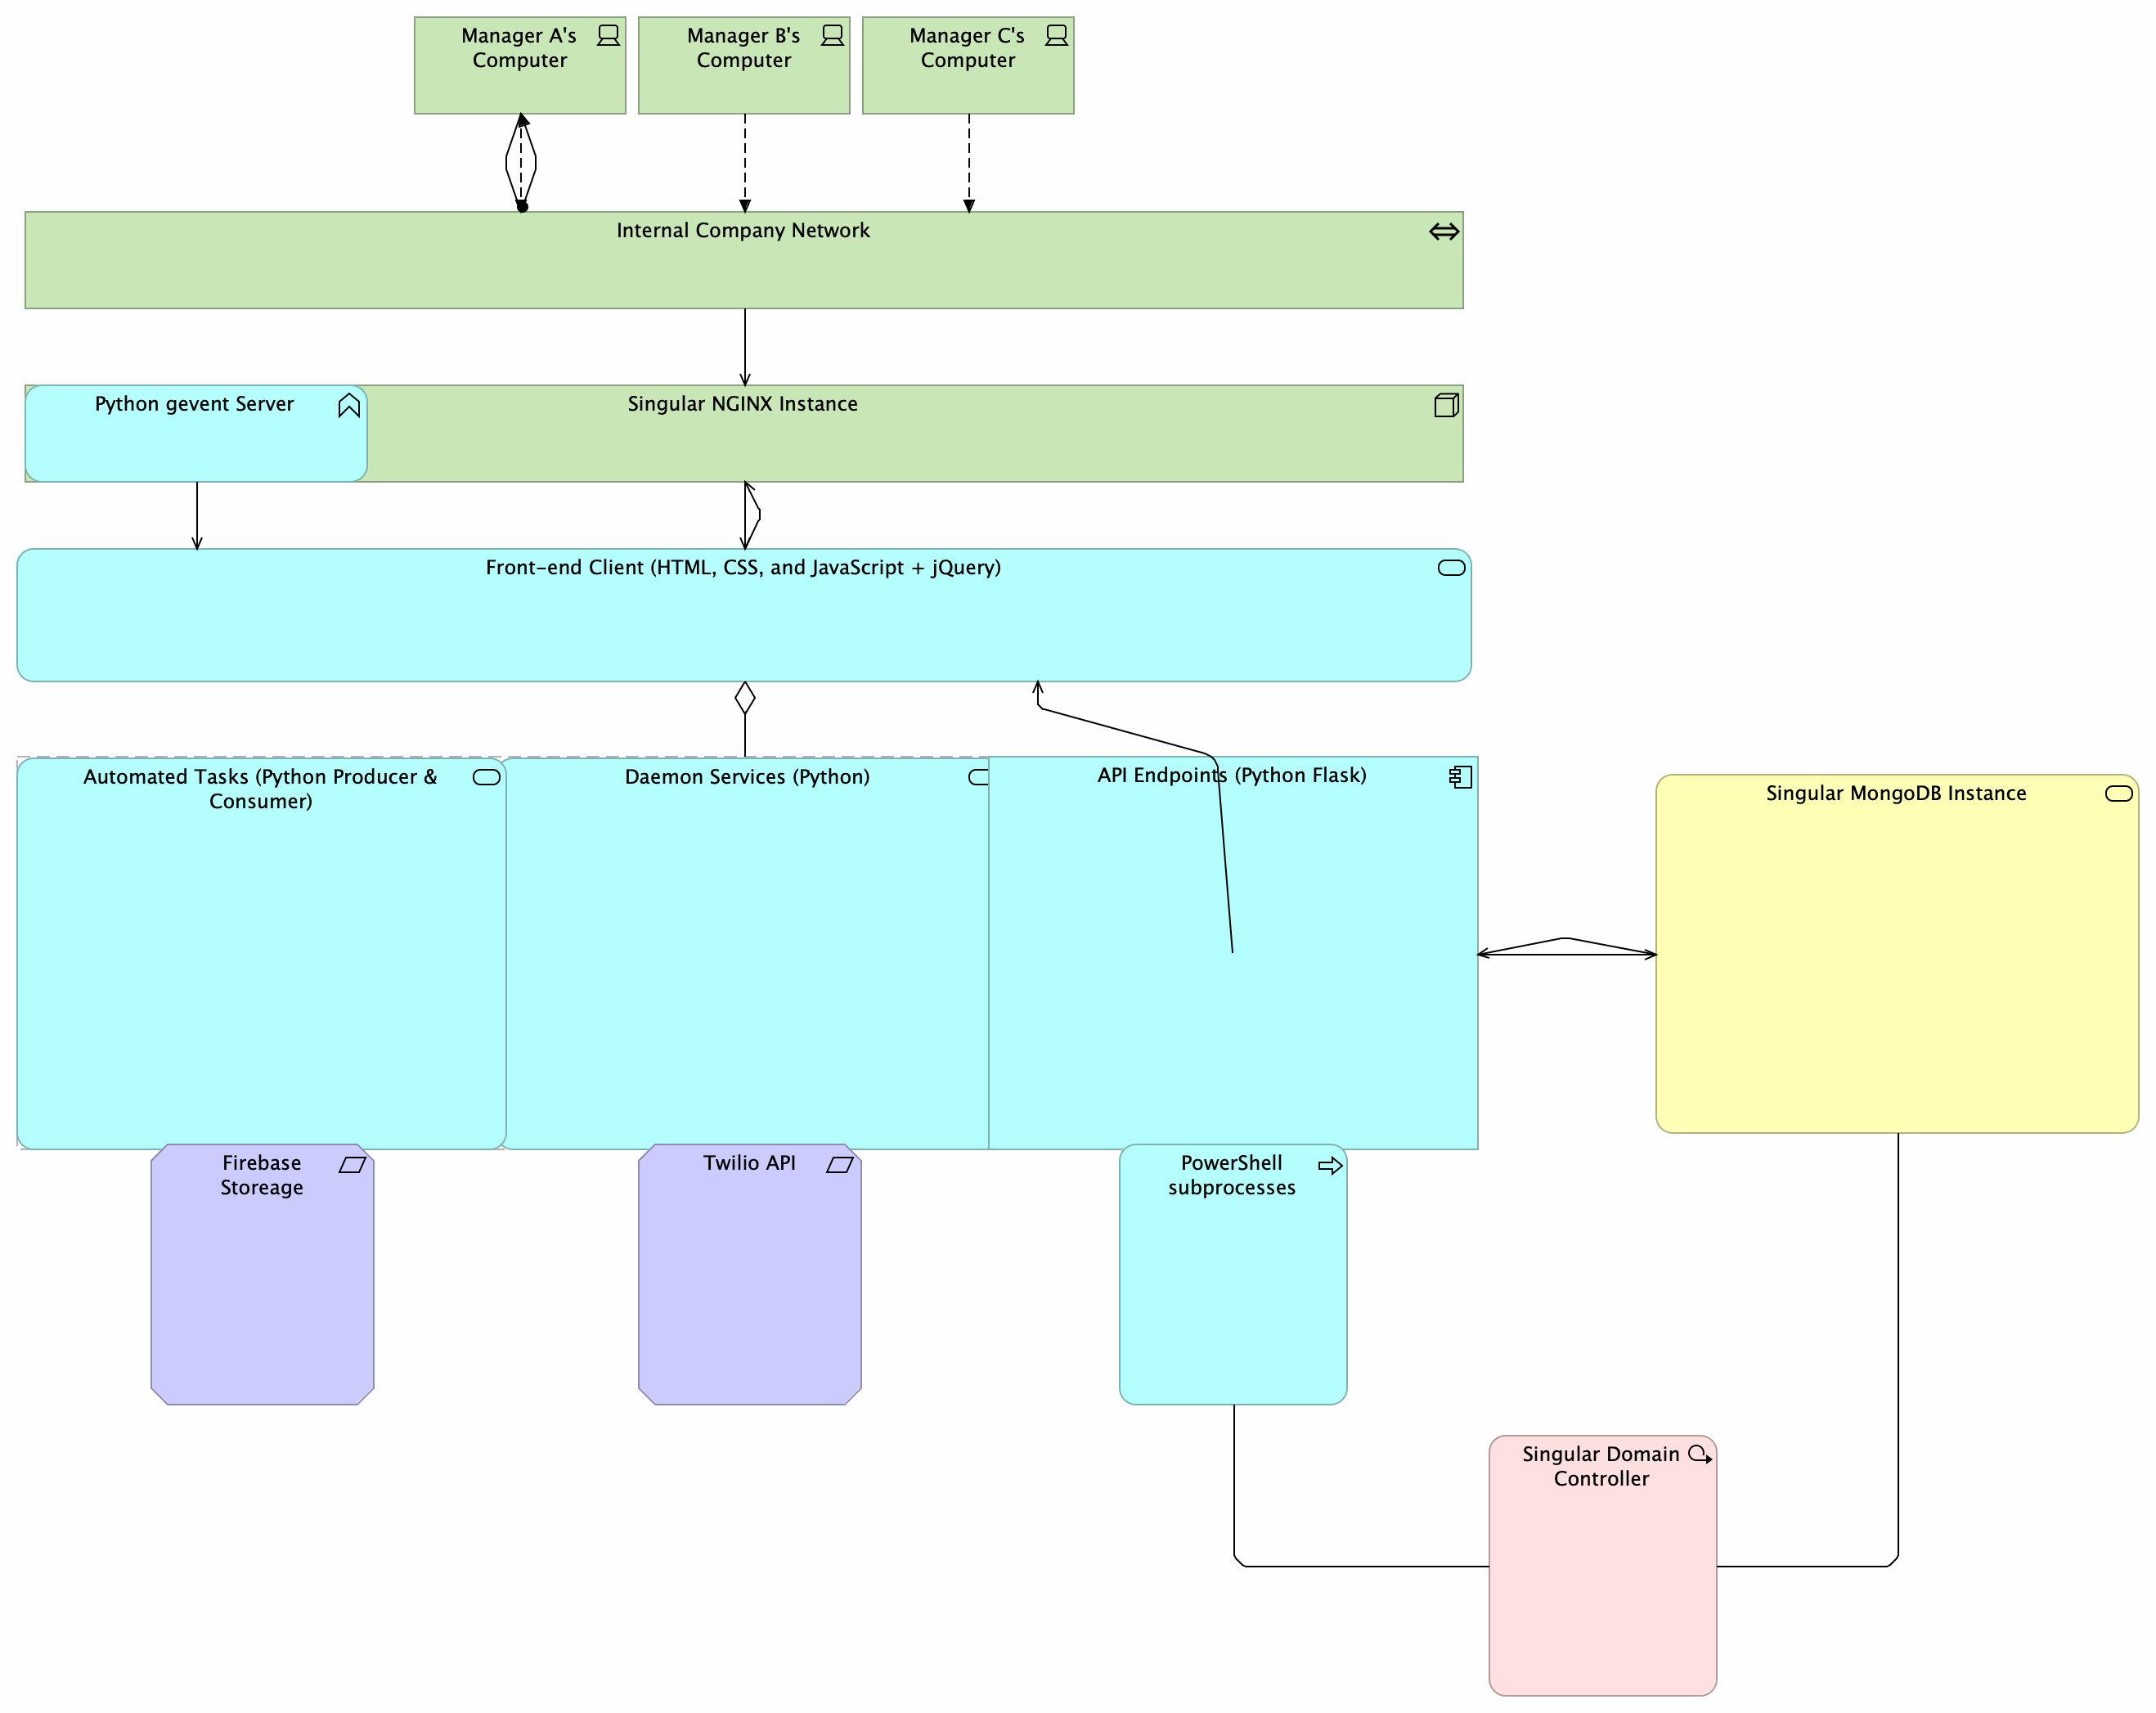 Manager A's
Computer
Manager B's
Computer
Manager C's
Computer
Internal Company Network
Python gevent Server
Singular NGINX Instance
Front-end Client (HTML, CSS, and JavaScript + jQuery)
Automated Tasks (Python Producer &
Consumer)
Daemon Services (Python)
API Endpoints (Python Flask)
Singular MongoDB Instance
Firebase
Storeage
Twilio API
PowerShell
subprocesses
Singular Domain
Controller